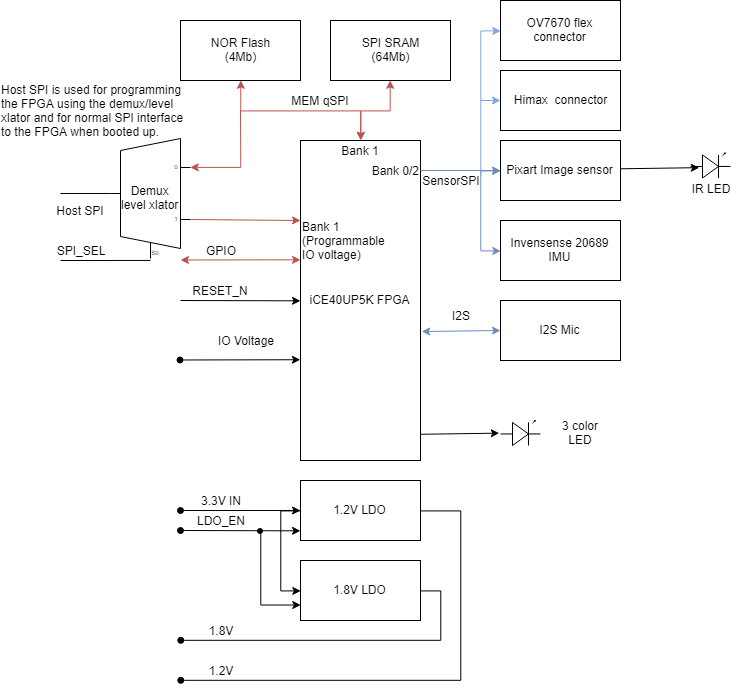 OV7670 flex
connector
NOR Flash
(4Mb)
SPI SRAM
(64Mb)
Host SPI is used for programming
the FPGA using the demux/level
xlator and for normal SPI interface
to the FPGA when booted up.
MEM qSPI
Himax connector
Bank 1
Bank 0/2
SensorSPI
Pixart Image sensor
IR LED
0
Demux
level xlator
Host SPI
1
Bank 1
(Programmable
IO voltage)
SPI_SEL
S0
GPIO
Invensense 20689
IMU
RESET_N
iCE40UP5K FPGA
I2S
I2S Mic
IO Voltage
3 color
LED
3.3V IN
LDO_EN
1.2V LDO
1.8V LDO
1.8V
1.2V